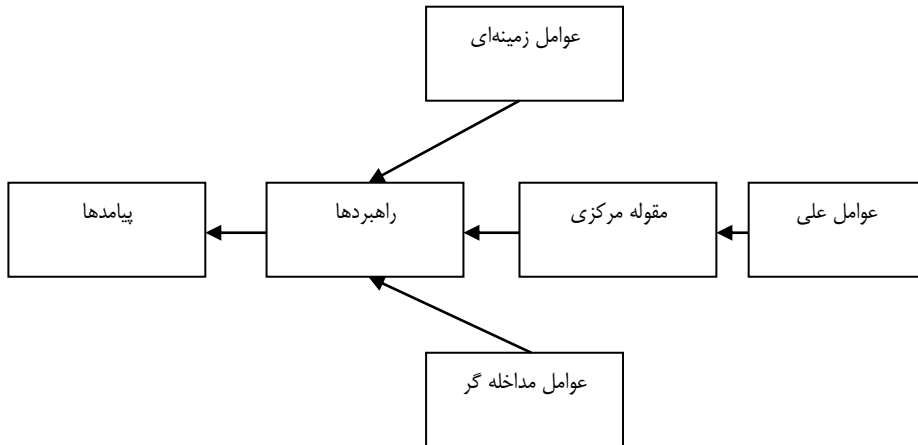 عوامل زمینه‌ای
عوامل علی
مقوله مرکزی
راهبردها
پیامدها
عوامل مداخله گر